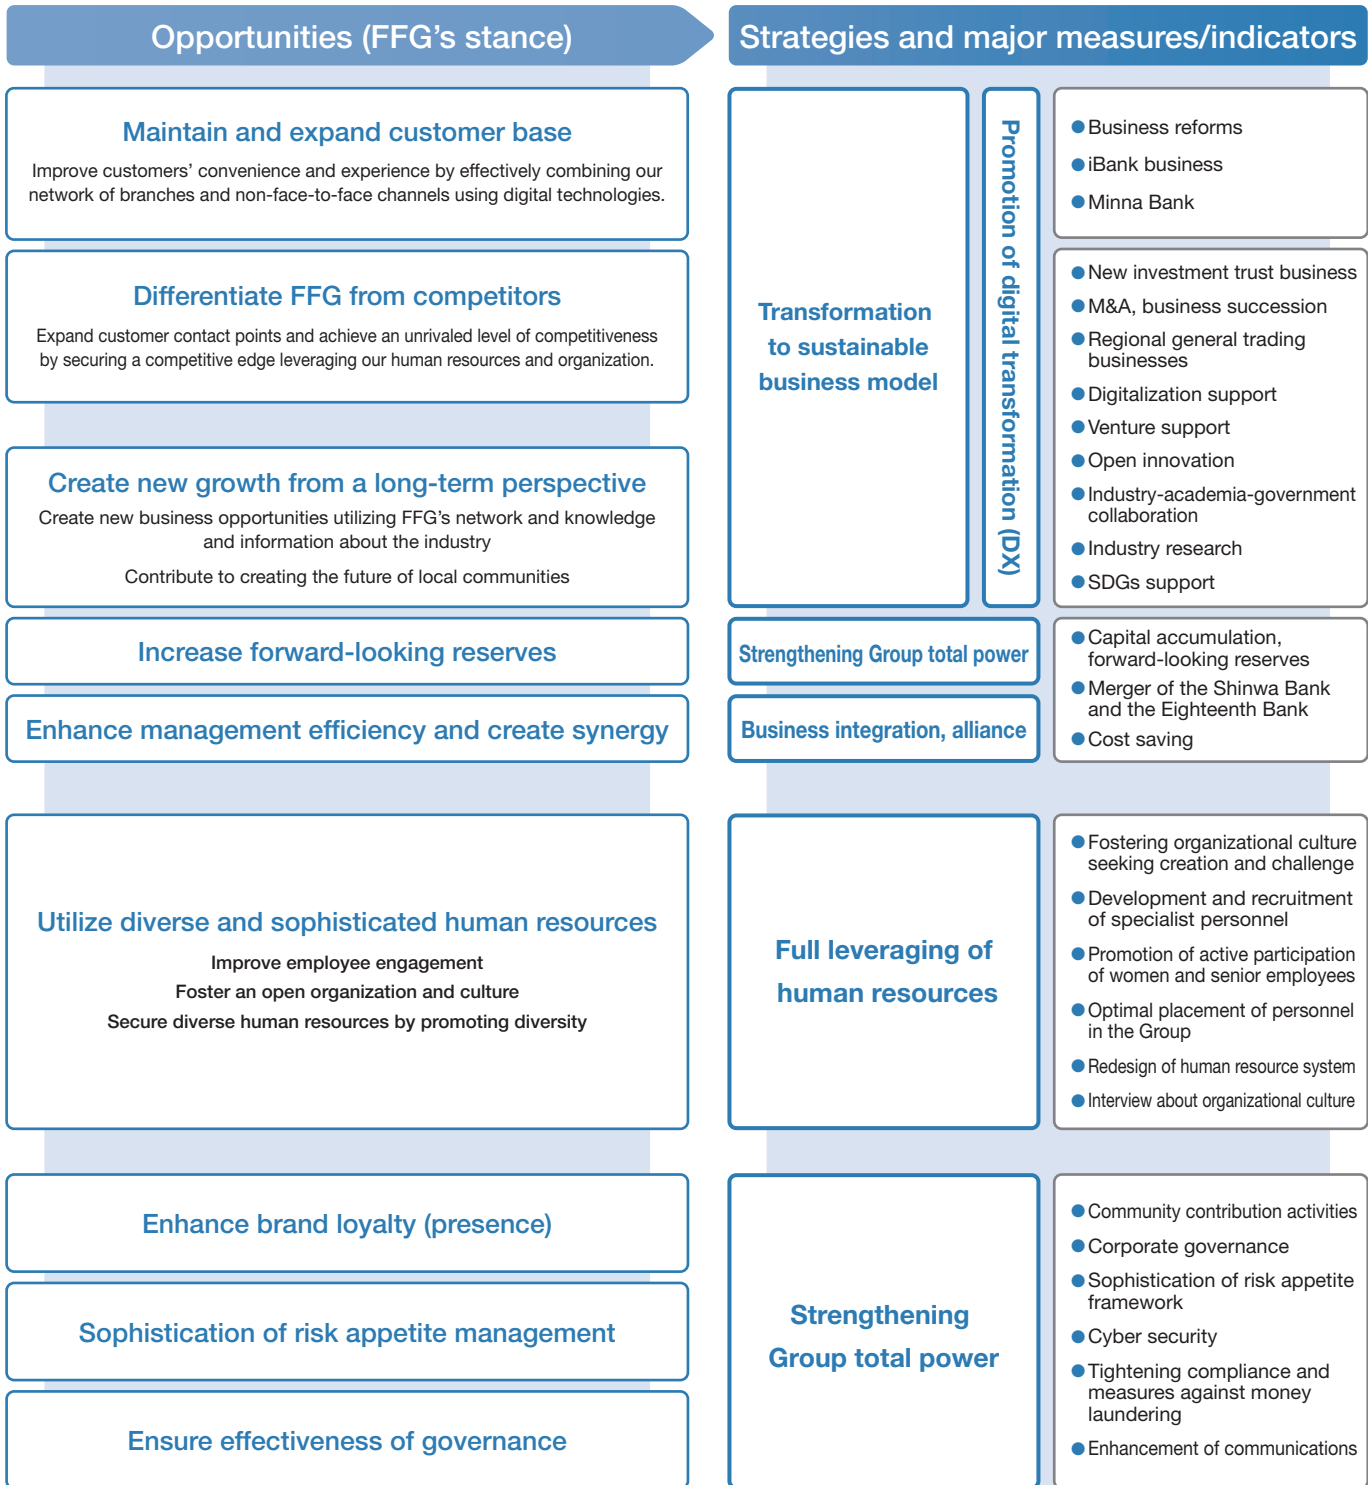 Opportunities (FFG's stance)
Strategies and major measures/indicators
Maintain and expand customer base
Improve customers' convenience and experience by effectively combining our
network of branches and non-face-to-face channels using digital technologies.
Differentiate FFG from competitors
Expand customer contact points and achieve an unrivaled level of competitiveness
by securing a competitive edge leveraging our human resources and organization.
Create new growth from a long-term perspective
Create new business opportunities utilizing FFG's network and knowledge
and information about the industry
Contribute to creating the future of local communities
Transformation
to sustainable
business model
Promotion of digital transformation (DX)
●Business reforms
●iBank business
●Minna Bank
●New investment trust business
●M&A, business succession
●Regional general trading
businesses
●Digitalization support
●Venture support
●Open innovation
●Industry-academia-government
collaboration
●Industry research
●SDGs support
Increase forward-looking reserves
Strengthening Group total power
Enhance management efficiency and create synergy
Business integration, alliance
●Capital accumulation,
forward-looking reserves
●Merger of the Shinwa Bank
and the Eighteenth Bank
●Cost saving
Utilize diverse and sophisticated human resources
Improve employee engagement
Foster an open organization and culture
Secure diverse human resources by promoting diversity
Full leveraging of
human resources
●Fostering organizational culture
seeking creation and challenge
●Development and recruitment
of specialist personnel
●Promotion of active participation
of women and senior employees
●Optimal placement of personnel
in the Group
●Redesign of human resource system
●Interview about organizational culture
Enhance brand loyalty (presence)
Sophistication of risk appetite management
Ensure effectiveness of governance
Strengthening
Group total power
●Community contribution activities
●Corporate governance
●Sophistication of risk appetite
framework
●Cyber security
●Tightening compliance and
measures against money
laundering
●Enhancement of communications